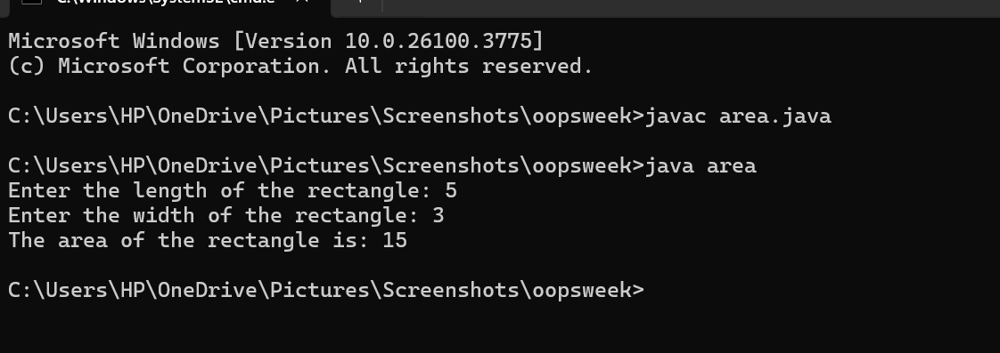 C:\Windows\System32\cmd.e
Microsoft Windows [Version 10.0.26100.3775]
(c) Microsoft Corporation. All rights reserved.
C:\Users\HP\OneDrive\Pictures\Screenshots\oopsweek>javac area.java
C:\Users\HP\OneDrive\Pictures\Screenshots\oopsweek>java area
Enter the length of the rectangle: 5
Enter the width of the rectangle: 3
The area of the rectangle is: 15
C:\Users\HP\OneDrive\Pictures\Screenshots\oopsweek>